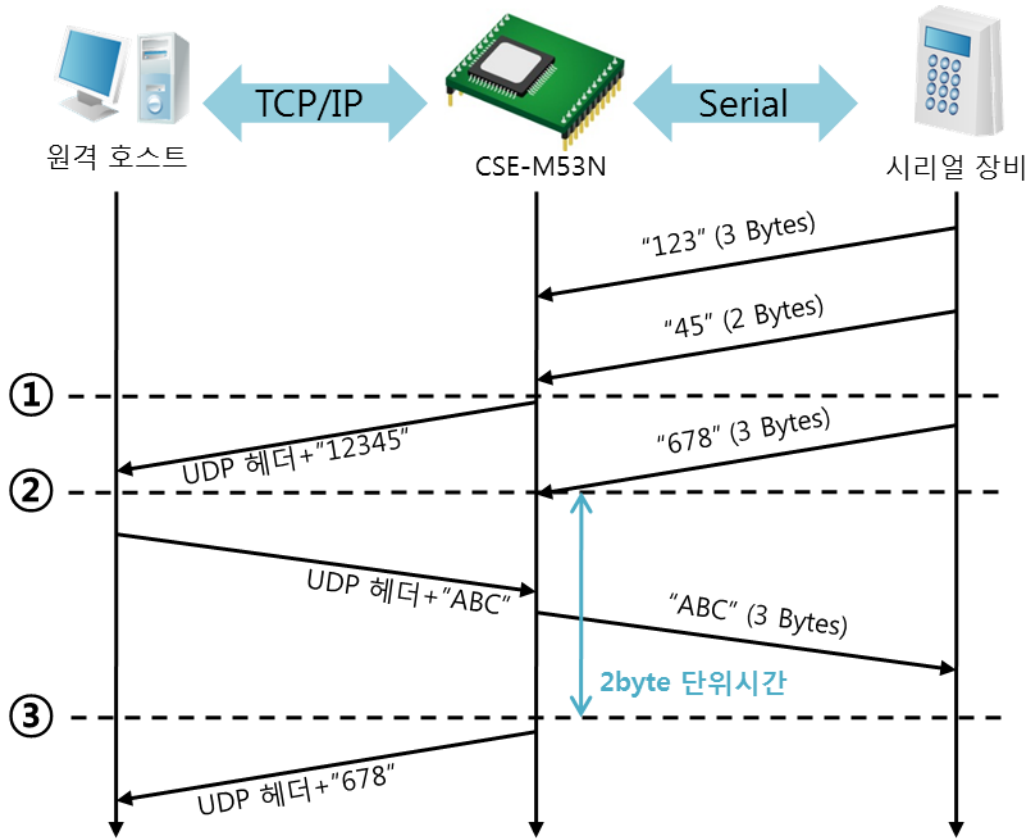 TCP/IP
Serial
원격 호스트
CSE-M53N
시리얼 장비
“123” (3 Bytes)
“45” (2 Bytes)
①
UDP 헤더+”12345”
“678” (3 Bytes)
②
UDP 헤더+”ABC”
“ABC” (3 Bytes)
2byte 단위시간
③
UDP 헤더+”678”